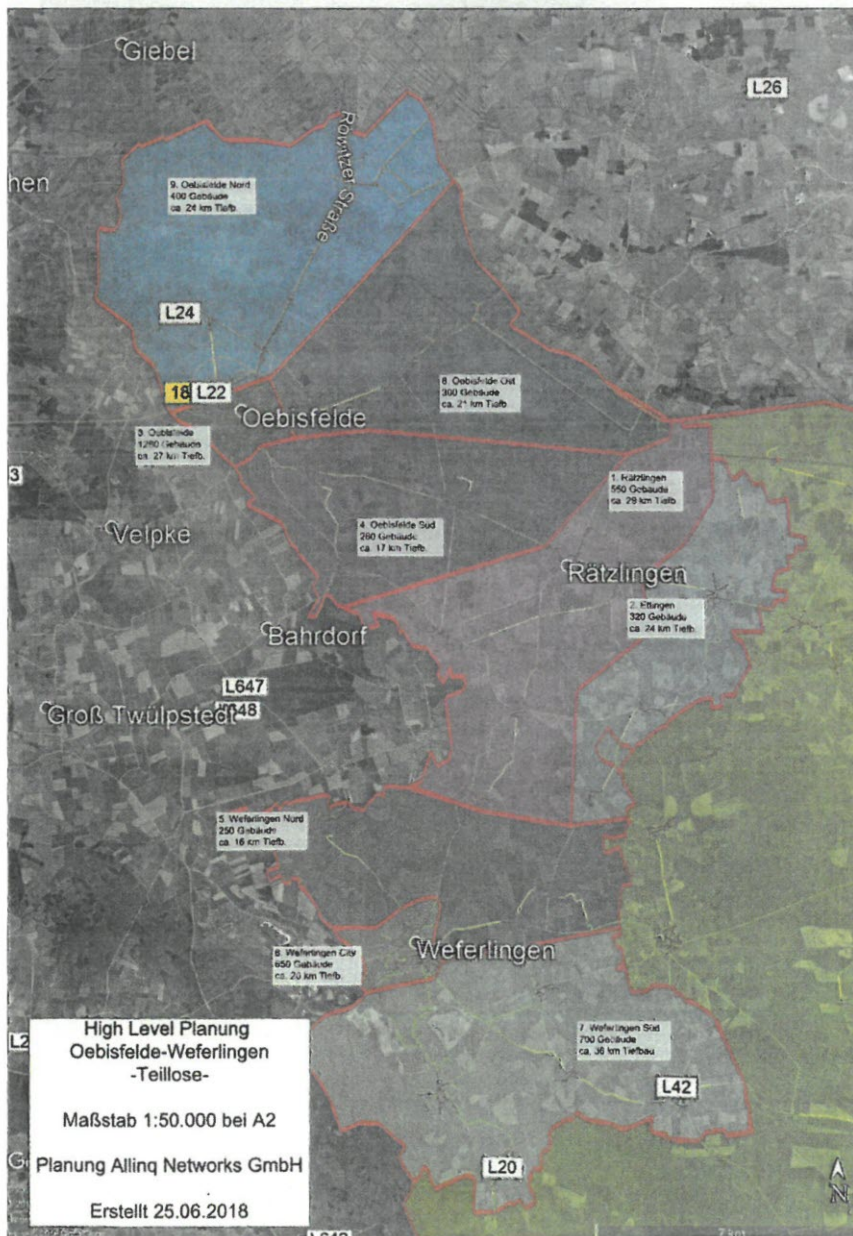 Giebel
L26
Röwitzer Straße
hen
9. Oebisfelde Nord
400 Gebäude
ca. 24 km Tiefb.
L24
18 L22
Oebisfelde
8. Oebisfelde Ost
300 Gebäude
ca. 21 km Tiefb.
3. Oebisfelde
1280 Gebäude
ca. 27 km Tiefb.
3
1. Rätzlingen
550 Gebäude
ca. 29 km Tiefb.
4. Oebisfelde Süd
260 Gebäude
ca. 17 km Tiefb.
Velpke
Rätzlingen
2. Etingen
320 Gebäude
ca. 24 km Tiefb.
Bahrdorf
L647
Groß Twülpstedt
5. Weferlingen Nord
250 Gebäude
ca. 16 km Tiefb.
Weferlingen
6. Weferlingen City
650 Gebäude
km Tiefb.
7. Weferlingen Süd
700 Gebäude
ca. 36 km Tiefbau
L42
L20
High Level Planung
Oebisfelde-Weferlingen
-Teillose-
Maßstab 1:50.000 bei A2
Planung Allinq Networks GmbH
Erstellt 25.06.2018
N